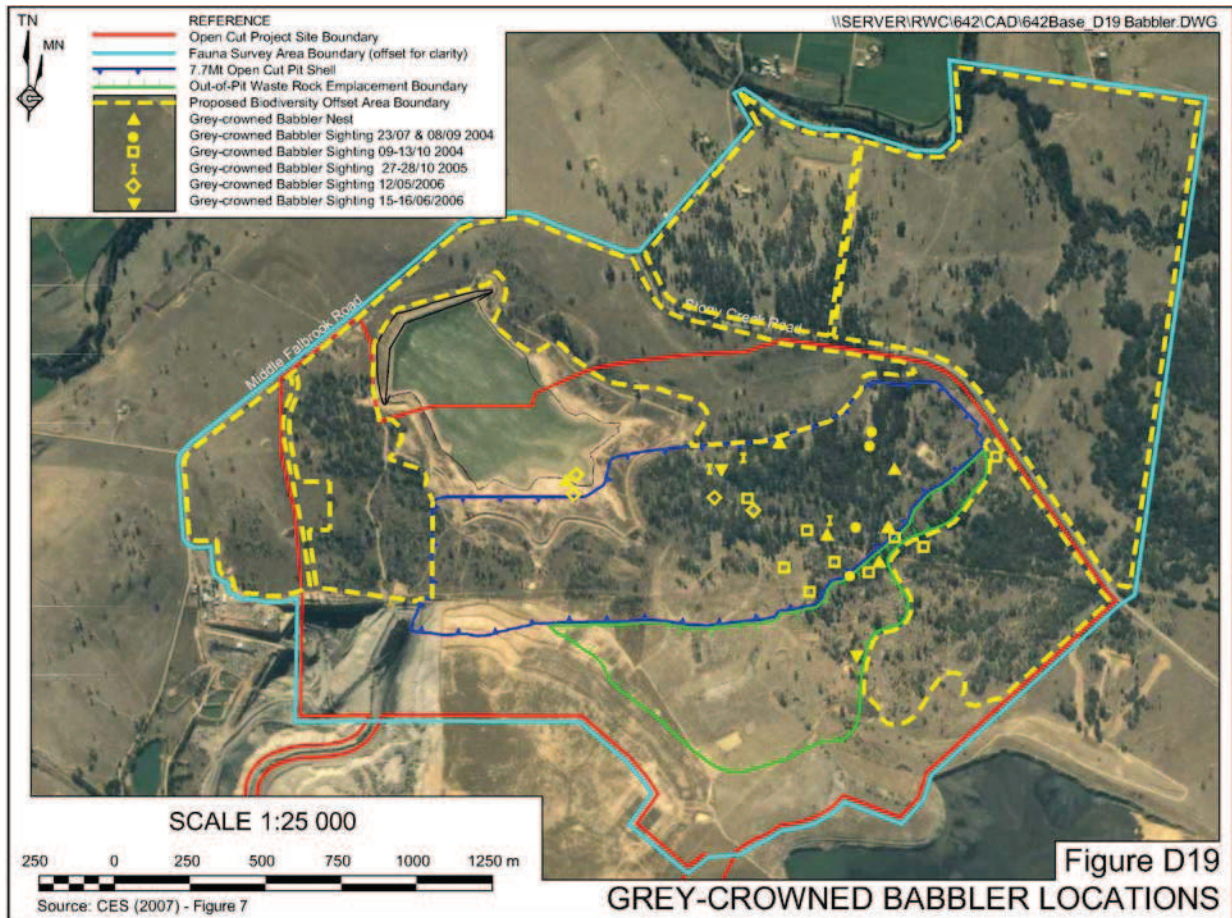 TN
MN
REFERENCE
\\SERVER\RWC\642\CAD\642Base_D19 Babbler.DWG
Open Cut Project Site Boundary
Fauna Survey Area Boundary (offset for clarity)
7.7Mt Open Cut Pit Shell
Out-of-Pit Waste Rock Emplacement Boundary
Proposed Biodiversity Offset Area Boundary
Grey-crowned Babbler Nest
Grey-crowned Babbler Sighting 23/07 & 08/09 2004
Grey-crowned Babbler Sighting 09-13/10 2004
Grey-crowned Babbler Sighting 27-28/10 2005
Grey-crowned Babbler Sighting 12/05/2006
Grey-crowned Babbler Sighting 15-16/06/2006
Middle Falbrook Road
Stony Creek Road
SCALE 1:25 000
250 0 250 500 750 1000 1250 m
Source: CES (2007) - Figure 7
Figure D19
GREY-CROWNED BABBLER LOCATIONS